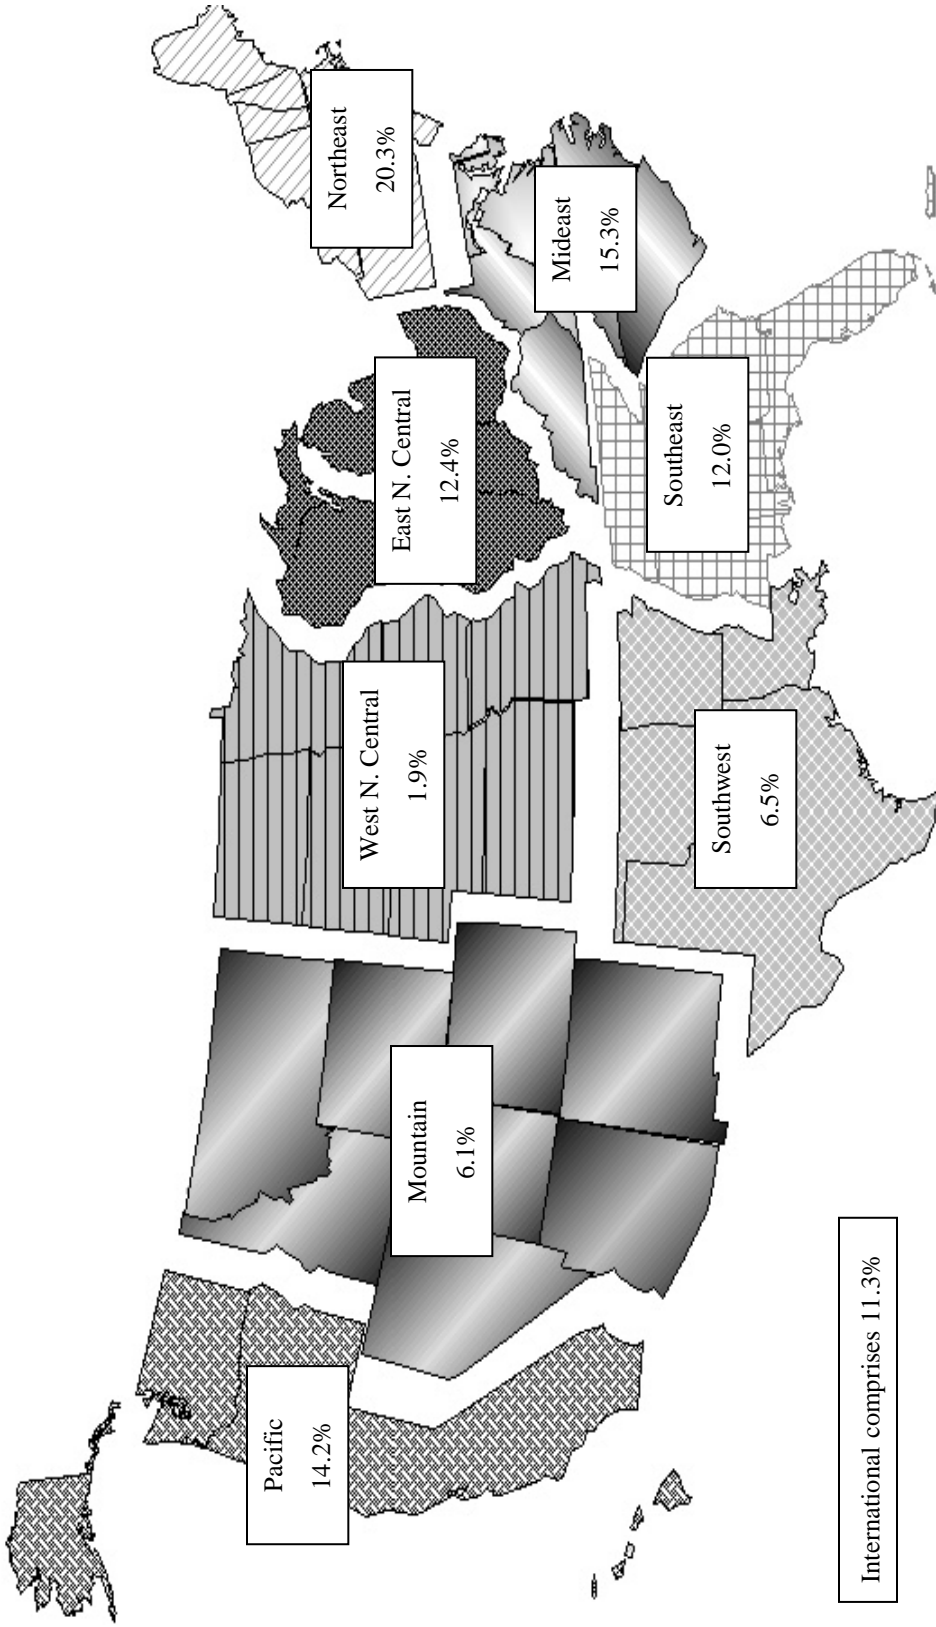 Pacific
14.2%
Mountain
6.1%
West N. Central
1.9%
East N. Central
12.4%
Northeast
20.3%
Mideast
15.3%
Southeast
12.0%
Southwest
6.5%
International comprises 11.3%